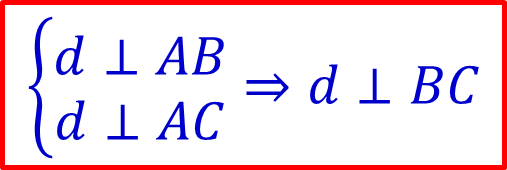 { d ⊥ AB
d ⊥ AC ⇒ d ⊥ BC